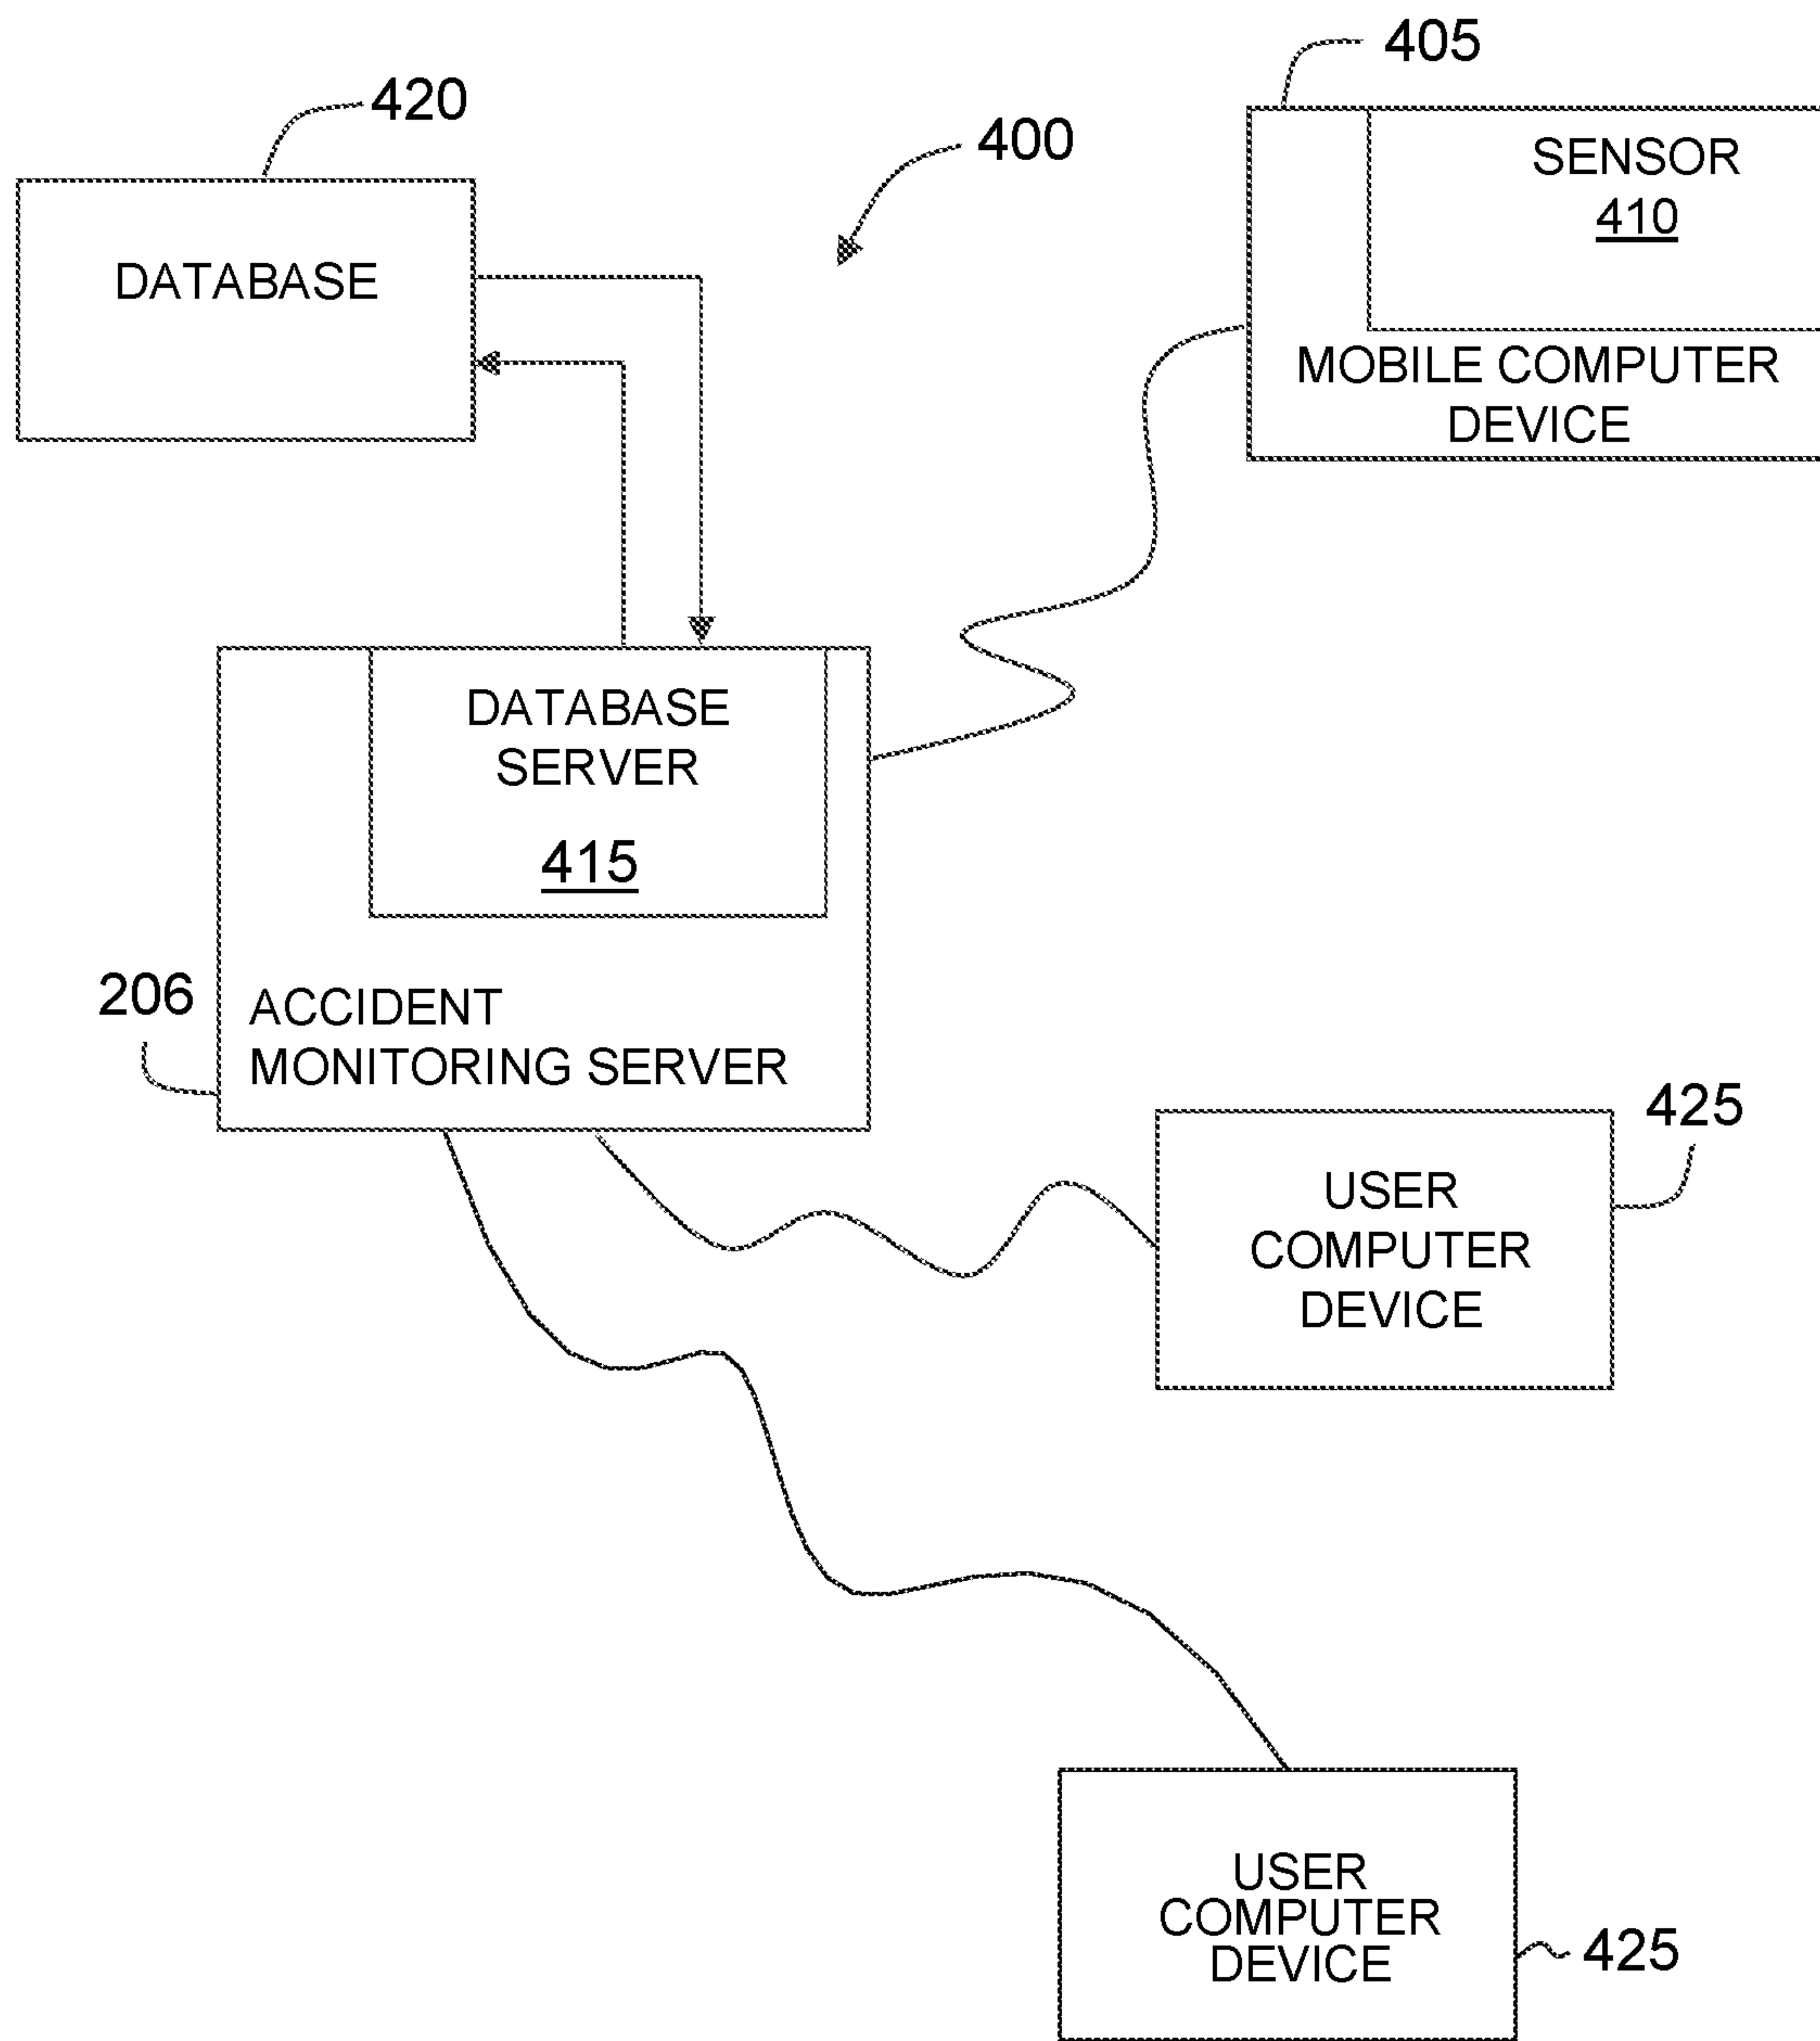 405
420
400
SENSOR
410
DATABASE
MOBILE COMPUTER
DEVICE
DATABASE
SERVER
415
206
ACCIDENT
MONITORING SERVER
425
USER
COMPUTER
DEVICE
USER
COMPUTER
DEVICE
425